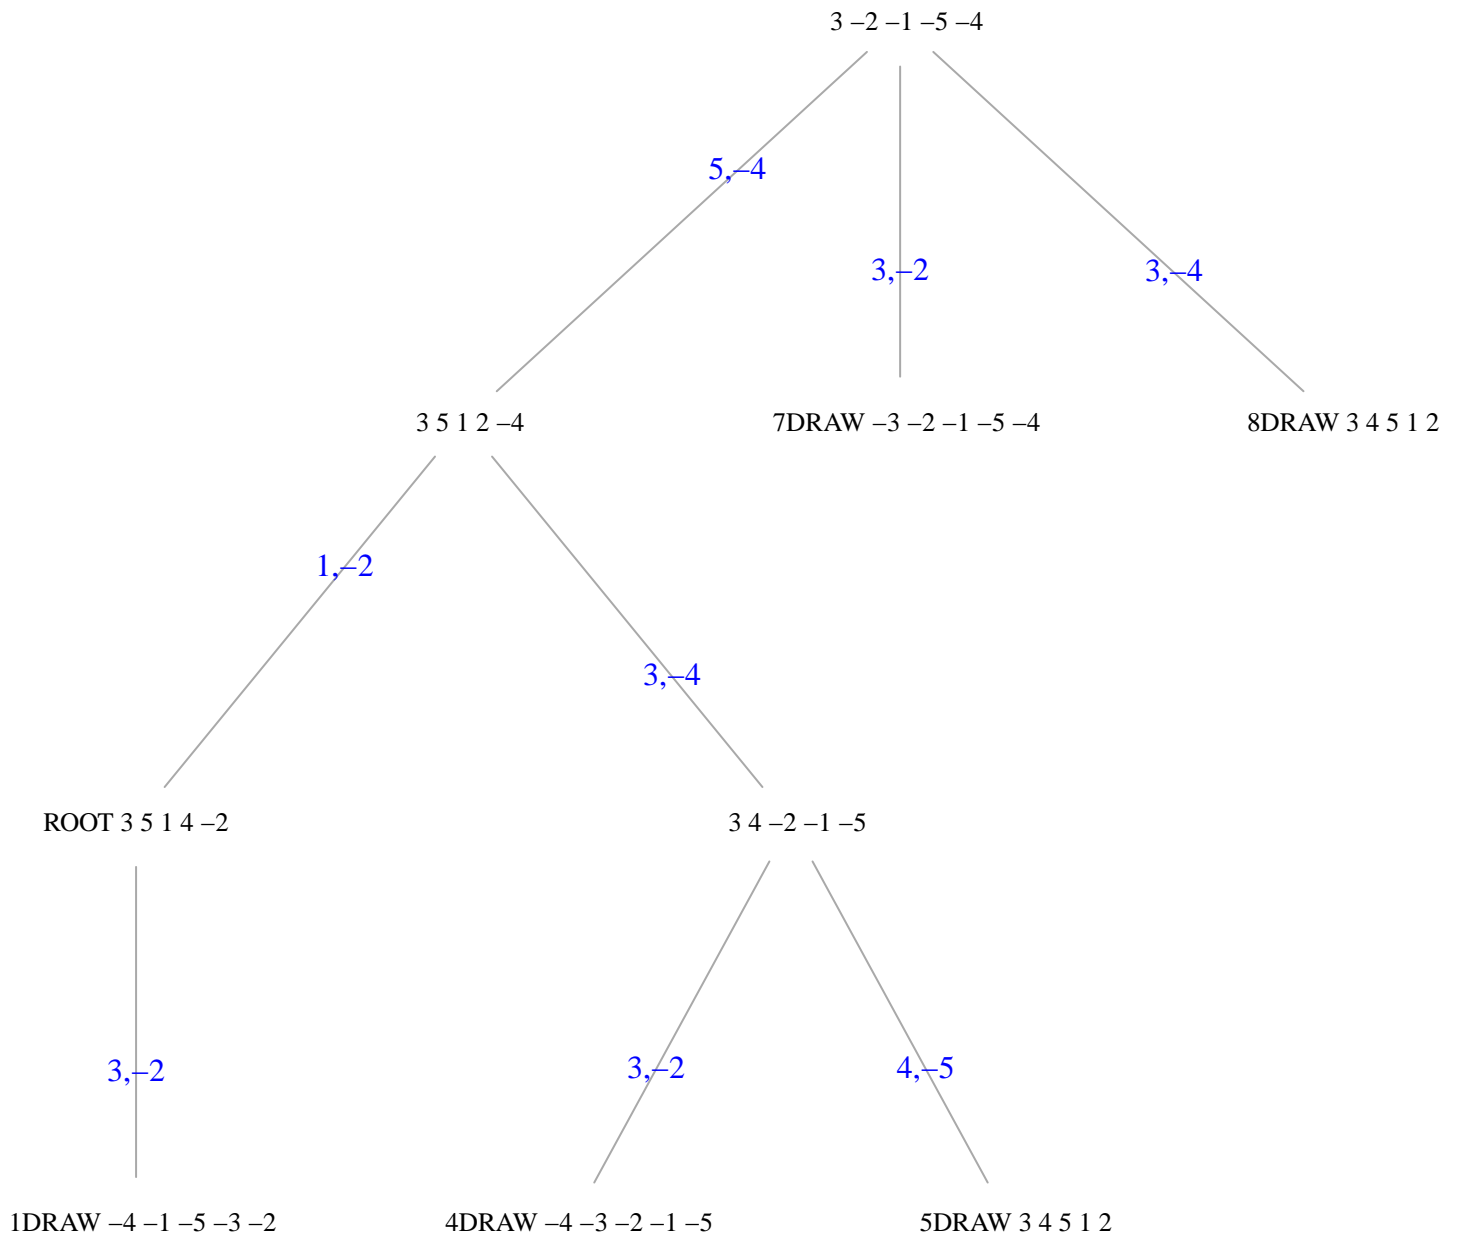 3 –2 –1 –5 –4
5,–4
3,–2
3,–4
3 5 1 2 –4
7DRAW –3 –2 –1 –5 –4
8DRAW 3 4 5 1 2
1,–2
3,–4
ROOT 3 5 1 4 –2
3 4 –2 –1 –5
3,–2
3,–2
4,–5
1DRAW –4 –1 –5 –3 –2
4DRAW –4 –3 –2 –1 –5
5DRAW 3 4 5 1 2